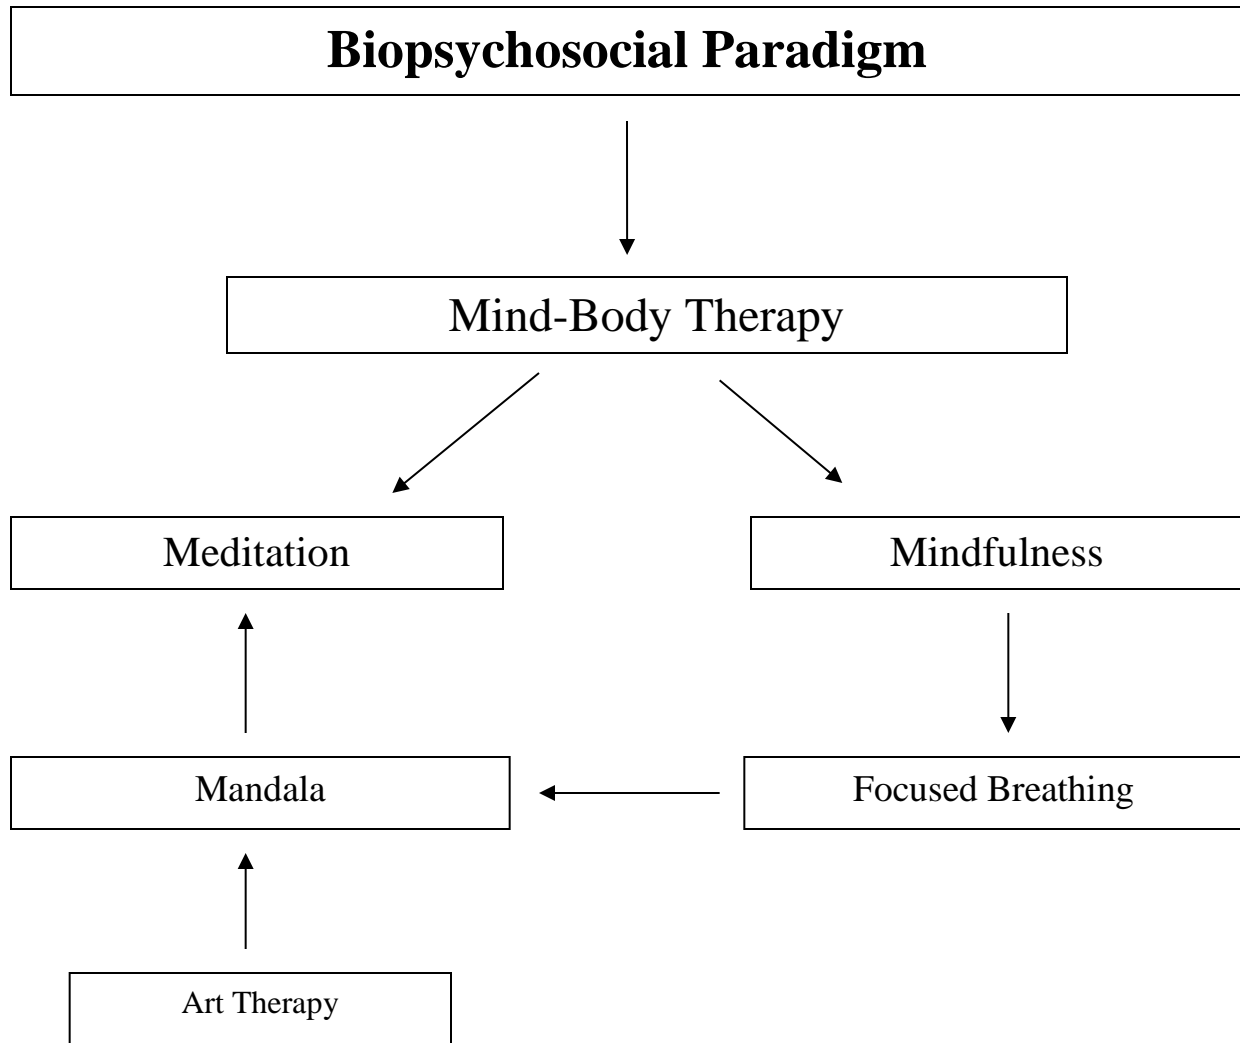 Biopsychosocial Paradigm
Mind-Body Therapy
Meditation
Mindfulness
Mandala
Focused Breathing
Art Therapy